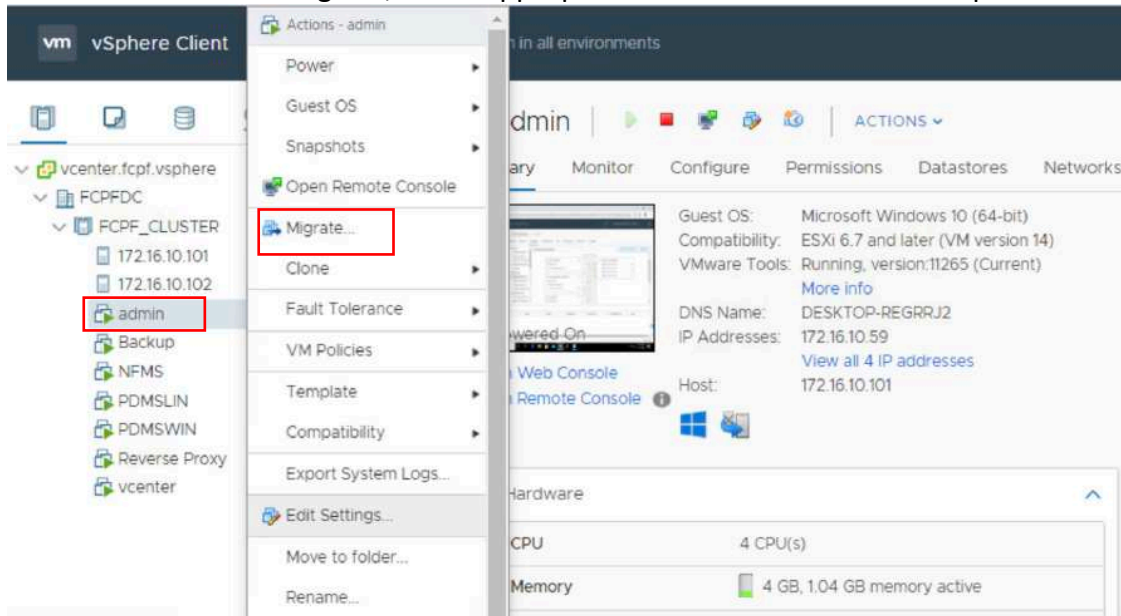 vm vSphere Client
in all environments
Actions - admin
Power
Guest OS
Snapshots
Open Remote Console
Migrate...
Clone
Fault Tolerance
VM Policies
Template
Compatibility
Export System Logs...
Edit Settings...
Move to folder...
Rename...
vcenter.fcpf.vsphere
FCPFDC
FCPF_CLUSTER
172.16.10.101
172.16.10.102
admin
Backup
NFMS
PDMSLIN
PDMSWIN
Reverse Proxy
vcenter
dmin ACTIONS
ary Monitor Configure Permissions Datastores Networks
wered On
Web Console
Remote Console
Guest OS: Microsoft Windows 10 (64-bit)
Compatibility: ESXi 6.7 and later (VM version 14)
VMware Tools: Running, version:11265 (Current)
More info
DNS Name: DESKTOP-REGRRJ2
IP Addresses: 172.16.10.59
View all 4 IP addresses
Host: 172.16.10.101
Hardware
CPU 4 CPU(s)
Memory 4 GB, 1.04 GB memory active